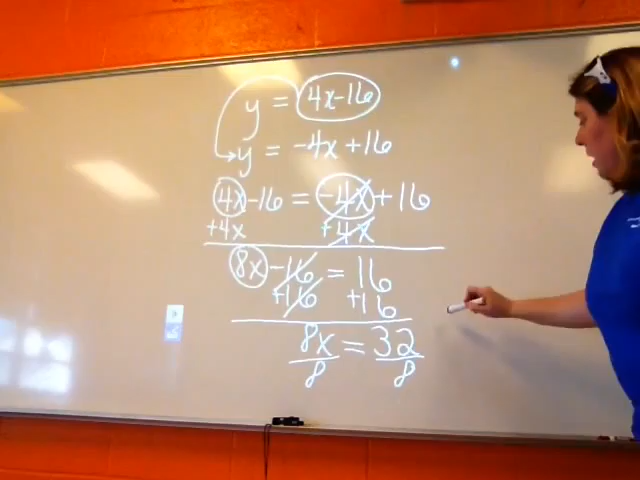 y = 4x-16
y = -4x+16
4x-16 = -4x+16
+4x +4x
8x-16 = 16
+16 +16
8x = 32
8 8